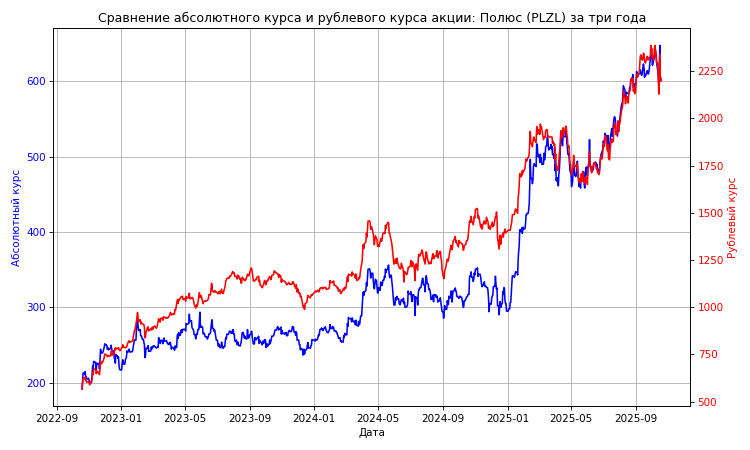 Сравнение абсолютного курса и рублевого курса акции: Полюс (PLZL) за три года
Абсолютный курс
600
500
400
300
200
2250
2000
1750
1500
1250
1000
750
500
Рублевый курс
2022-09 2023-01 2023-05 2023-09 2024-01 2024-05 2024-09 2025-01 2025-05 2025-09
Дата